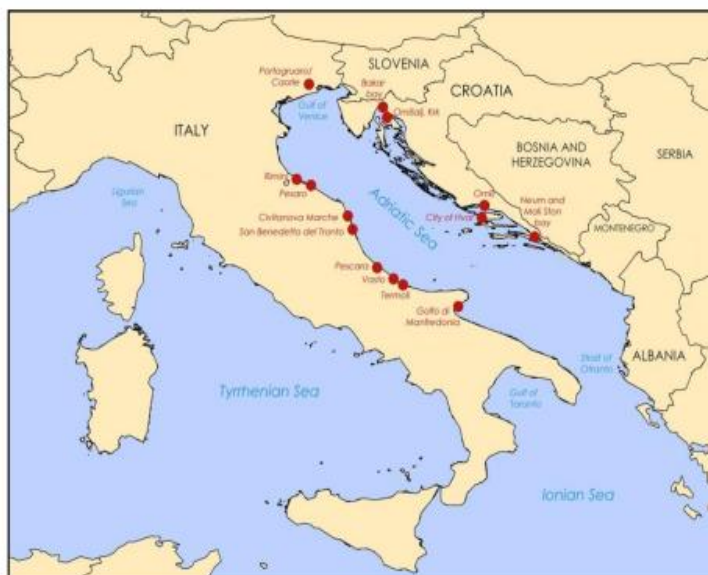 SLOVENIA
Portogruaro/
Caorle
Bakar
bay
CROATIA
Omišalj, Krk
Gulf of
Venice
ITALY
BOSNIA AND
HERZEGOVINA
SERBIA
Rimini
Pesaro
Ligurian
Sea
Adriatic Sea
Omiš
City of Hvar
Neum and
Mali Ston
bay
Civitanova Marche
San Benedetto del Tronto
MONTENEGRO
Pescara
Vasto
Termoli
Golfo di
Manfredonia
ALBANIA
Strait of
Otranto
Tyrrhenian Sea
Gulf of
Taranto
Ionian Sea